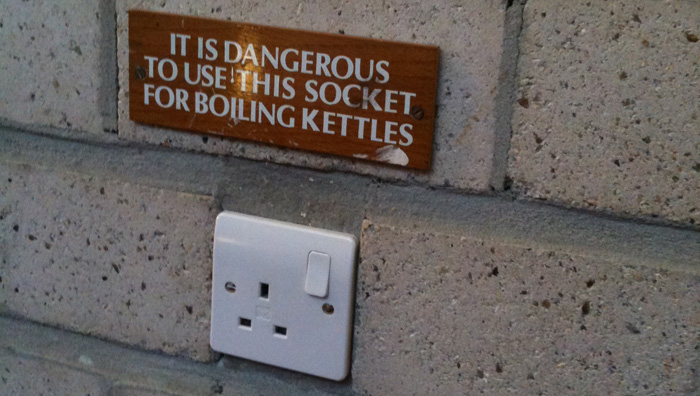 IT IS DANGEROUS
TO USE THIS SOCKET
FOR BOILING KETTLES